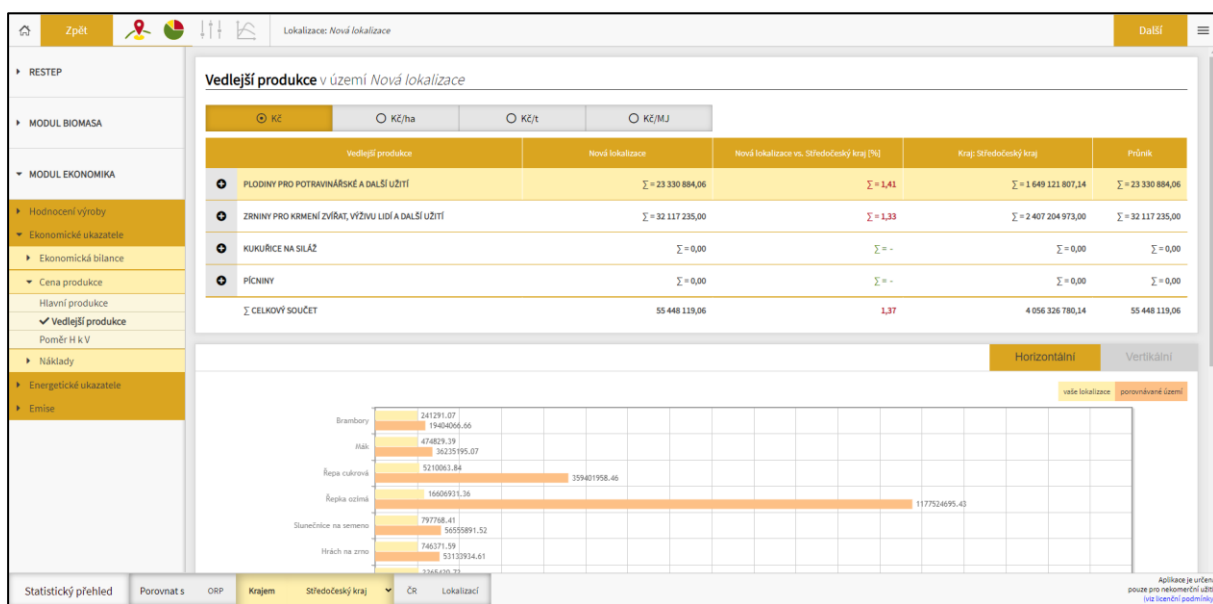 Zpět
Lokalizace: Nová lokalizace
Další
RESTEP
MODUL BIOMASA
MODUL EKONOMIKA
Hodnocení výroby
Ekonomické ukazatele
Ekonomická bilance
Cena produkce
Hlavní produkce
Vedlejší produkce
Poměr H k V
Náklady
Energetické ukazatele
Emise
Vedlejší produkce v území Nová lokalizace
Kč Kč/ha Kč/t Kč/MJ
Vedlejší produkce Nová lokalizace Nová lokalizace vs. Středočeský kraj [%] Kraj: Středočeský kraj Průnik
PLODINY PRO POTRAVINÁŘSKÉ A DALŠÍ UŽITÍ ∑ = 23 330 884,06 ∑ = 1,41 ∑ = 1 649 121 807,14 ∑ = 23 330 884,06
ZRNINY PRO KRMENÍ ZVÍŘAT, VÝŽIVU LIDÍ A DALŠÍ UŽITÍ ∑ = 32 117 235,00 ∑ = 1,33 ∑ = 2 407 204 973,00 ∑ = 32 117 235,00
KUKUŘICE NA SILÁŽ ∑ = 0,00 ∑ = - ∑ = 0,00 ∑ = 0,00
PÍCNINY ∑ = 0,00 ∑ = - ∑ = 0,00 ∑ = 0,00
∑ CELKOVÝ SOUČET 55 448 119,06 1,37 4 056 326 780,14 55 448 119,06
Horizontální Vertikální
vaše lokalizace porovnávané území
Brambory 241291.07
19404066.66
Mák 474829.39
36235195.07
Řepa cukrová 5210063.84
359401958.46
Řepka ozimá 16606931.36
1177524695.43
Slunečnice na semeno 797768.41
56555891.52
Hrách na zrno 746371.59
53133934.61
Statistický přehled Porovnat s ORP Krajem Středočeský kraj ČR Lokalizací
Aplikace je určena
pouze pro nekomerční užití
(viz licenční podmínky